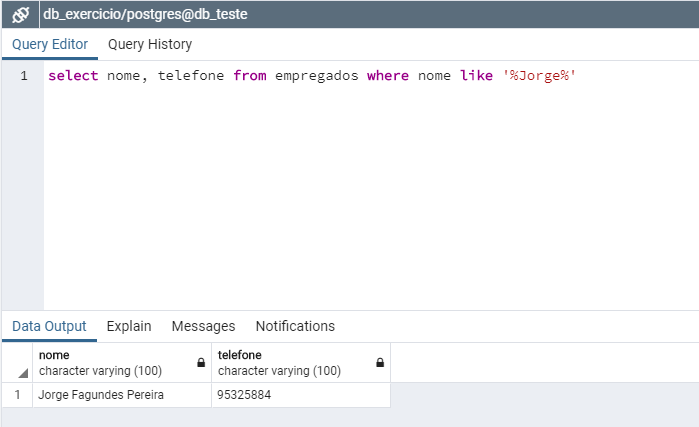 db_exercicio/postgres@db_teste
Query Editor Query History
1 select nome, telefone from empregados where nome like '%Jorge%'
Data Output Explain Messages Notifications
nome telefone
character varying (100) character varying (100)
1 Jorge Fagundes Pereira 95325884